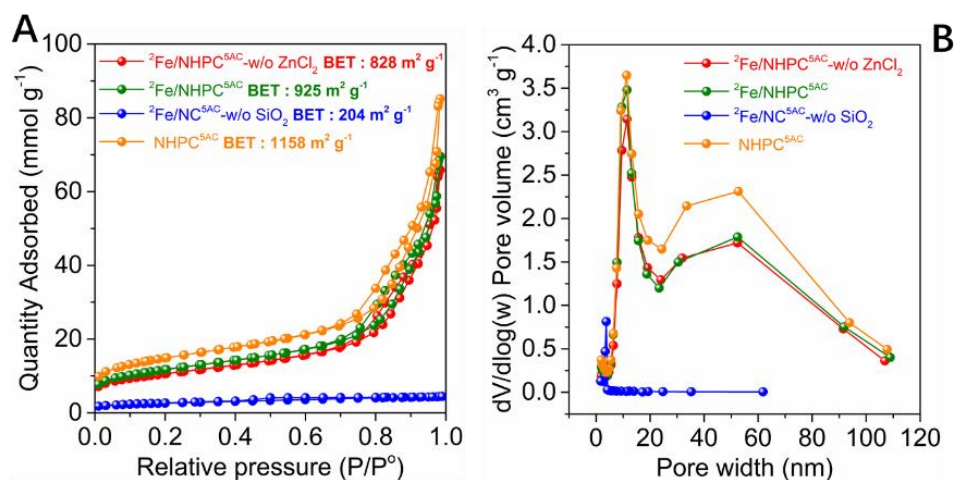 A
Quantity Adsorbed (mmol g⁻¹)
100
80
60
40
20
0
²Fe/NHPC⁵ᴬᶜ-w/o ZnCl₂ BET : 828 m² g⁻¹
²Fe/NHPC⁵ᴬᶜ BET : 925 m² g⁻¹
²Fe/NC⁵ᴬᶜ-w/o SiO₂ BET : 204 m² g⁻¹
NHPC⁵ᴬᶜ BET : 1158 m² g⁻¹
0.0 0.2 0.4 0.6 0.8 1.0
Relative pressure (P/P°)
B
dV/dlog(w) Pore volume (cm³ g⁻¹)
4.0
3.5
3.0
2.5
2.0
1.5
1.0
0.5
0.0
²Fe/NHPC⁵ᴬᶜ-w/o ZnCl₂
²Fe/NHPC⁵ᴬᶜ
²Fe/NC⁵ᴬᶜ-w/o SiO₂
NHPC⁵ᴬᶜ
0 20 40 60 80 100 120
Pore width (nm)